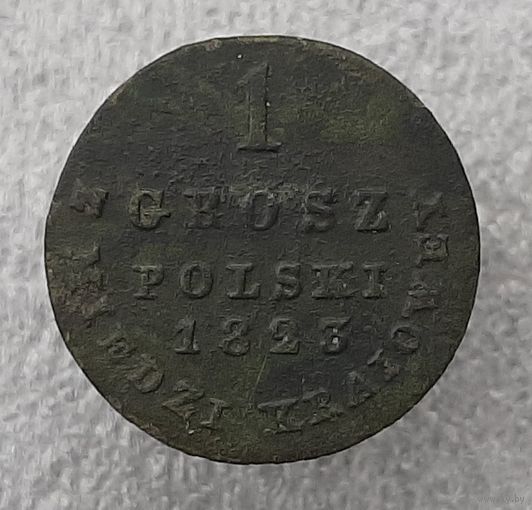 1
GROSZ
POLSKI
1823
Z MIEDZI KRAIOWEY